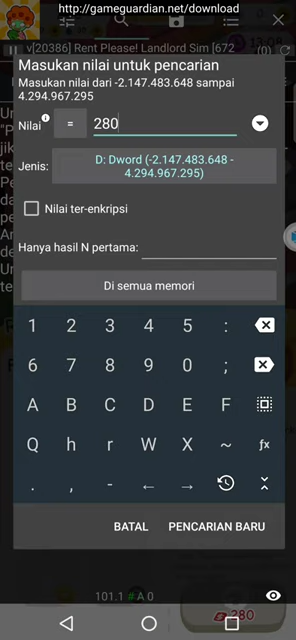 http://gameguardian.net/download
v[20386] Rent Please! Landlord Sim [672
(0)
Masukan nilai untuk pencarian
Masukan nilai dari -2.147.483.648 sampai
4.294.967.295
Nilai
=
280
Jenis:
D: Dword (-2.147.483.648 -
4.294.967.295)
Nilai ter-enkripsi
Hanya hasil N pertama:
Di semua memori
1 2 3 4 5 :
6 7 8 9 0 ;
A B C D E F
Q h r W X ~ fx
. , - ← →
BATAL PENCARIAN BARU
101.1 #A 0
280